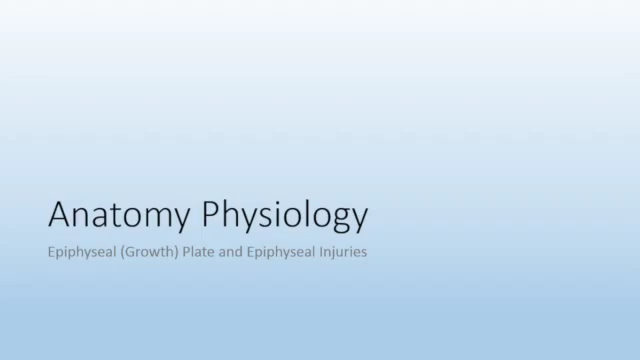 Anatomy Physiology
Epiphyseal (Growth) Plate and Epiphyseal Injuries